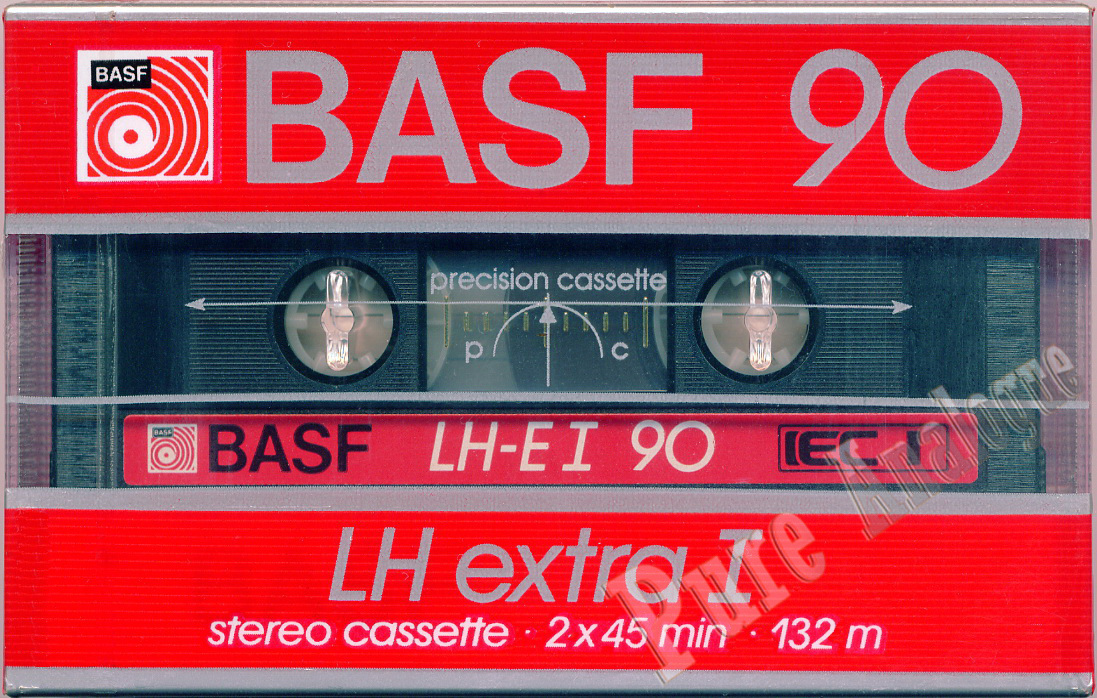 BASF
BASF 90
precision cassette
p c
BASF
BASF LH-E I 90 IEC I
LH extra I
stereo cassette · 2 x 45 min · 132 m
Pure Analogue